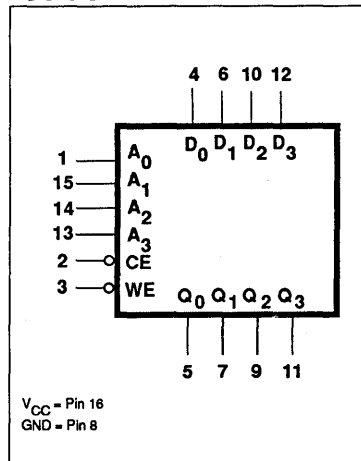 4 6 10 12
D0 D1 D2 D3
1 A0
15 A1
14 A2
13 A3
2 CE
3 WE
Q0 Q1 Q2 Q3
5 7 9 11
VCC = Pin 16
GND = Pin 8